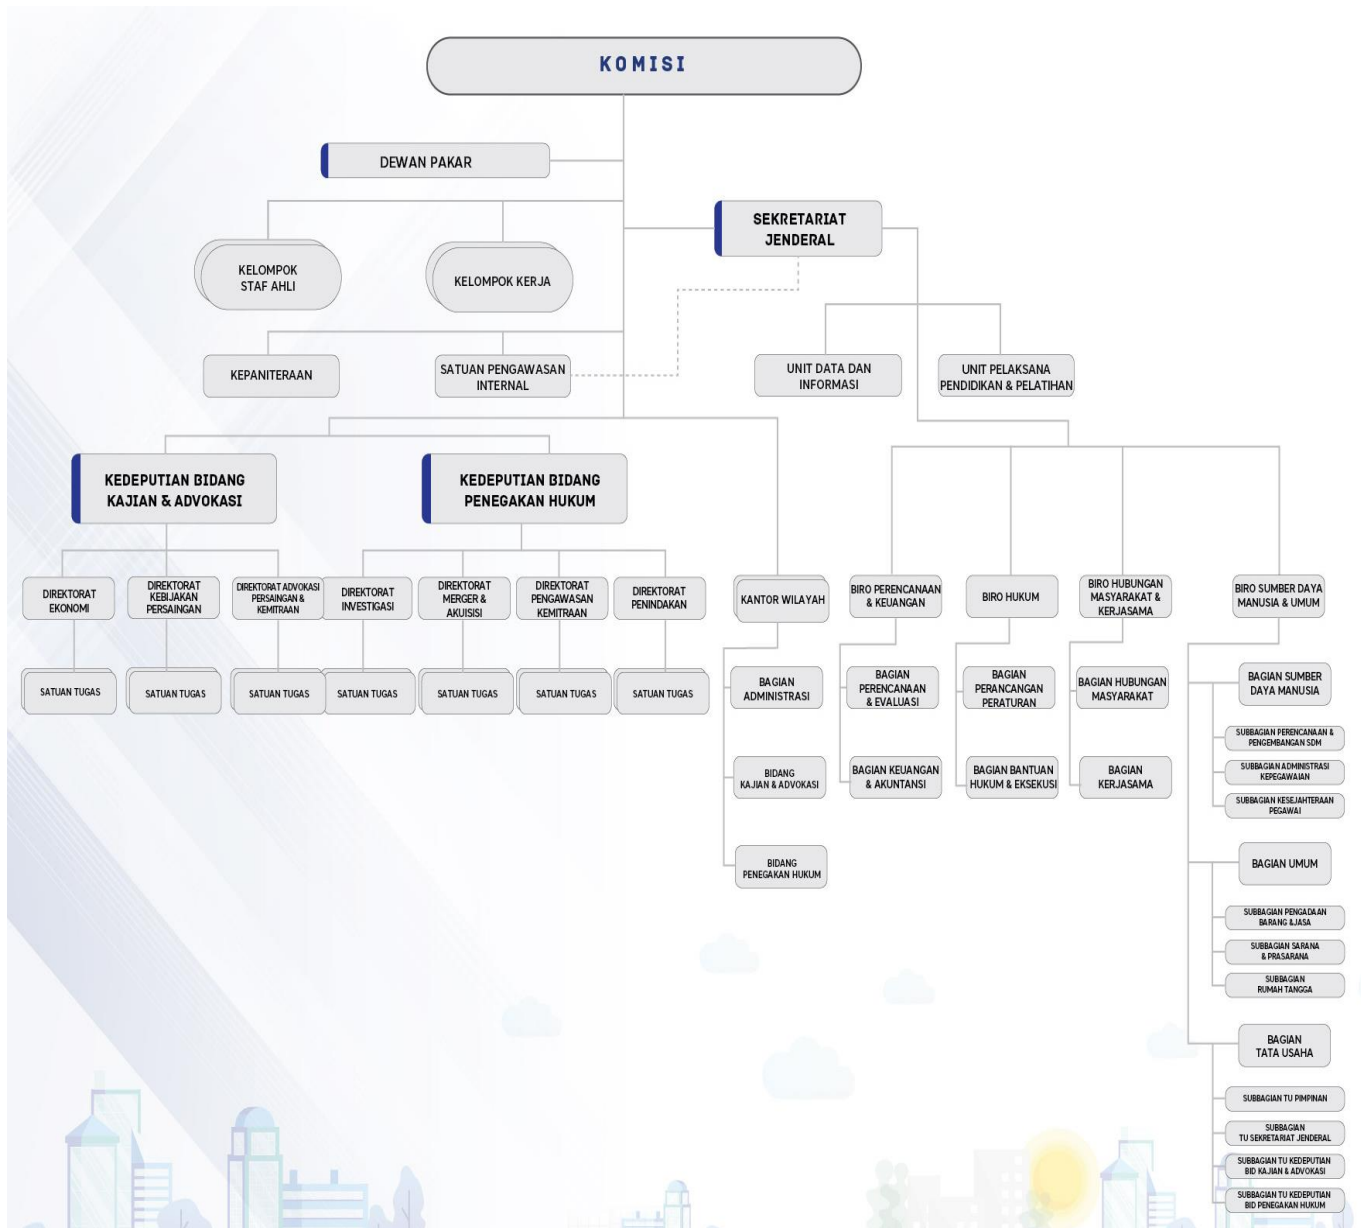 KOMISI
DEWAN PAKAR
SEKRETARIAT
JENDERAL
KELOMPOK
STAF AHLI
KELOMPOK KERJA
KEPANITERAAN
SATUAN PENGAWASAN
INTERNAL
UNIT DATA DAN
INFORMASI
UNIT PELAKSANA
PENDIDIKAN & PELATIHAN
KEDEPUTIAN BIDANG
KAJIAN & ADVOKASI
KEDEPUTIAN BIDANG
PENEGAKAN HUKUM
DIREKTORAT
EKONOMI
DIREKTORAT
KEBIJAKAN
PERSAINGAN
DIREKTORAT ADVOKASI
PERSAINGAN &
KEMITRAAN
DIREKTORAT
INVESTIGASI
DIREKTORAT
MERGER &
AKUISISI
DIREKTORAT
PENGAWASAN
KEMITRAAN
DIREKTORAT
PENINDAKAN
KANTOR WILAYAH
BIRO PERENCANAAN
& KEUANGAN
BIRO HUKUM
BIRO HUBUNGAN
MASYARAKAT &
KERJASAMA
BIRO SUMBER DAYA
MANUSIA & UMUM
SATUAN TUGAS
SATUAN TUGAS
SATUAN TUGAS
SATUAN TUGAS
SATUAN TUGAS
SATUAN TUGAS
SATUAN TUGAS
BAGIAN
ADMINISTRASI
BAGIAN
PERENCANAAN
& EVALUASI
BAGIAN
PERANCANGAN
PERATURAN
BAGIAN HUBUNGAN
MASYARAKAT
BAGIAN SUMBER
DAYA MANUSIA
SUBBAGIAN PERENCANAAN &
PENGEMBANGAN SDM
SUBBAGIAN ADMINISTRASI
KEPEGAWAIAN
SUBBAGIAN KESEJAHTERAAN
PEGAWAI
BIDANG
KAJIAN & ADVOKASI
BAGIAN KEUANGAN
& AKUNTANSI
BAGIAN BANTUAN
HUKUM & EKSEKUSI
BAGIAN
KERJASAMA
BIDANG
PENEGAKAN HUKUM
BAGIAN UMUM
SUBBAGIAN PENGADAAN
BARANG &JASA
SUBBAGIAN SARANA
& PRASARANA
SUBBAGIAN
RUMAH TANGGA
BAGIAN
TATA USAHA
SUBBAGIAN TU PIMPINAN
SUBBAGIAN
TU SEKRETARIAT JENDERAL
SUBBAGIAN TU KEDEPUTIAN
BID KAJIAN & ADVOKASI
SUBBAGIAN TU KEDEPUTIAN
BID PENEGAKAN HUKUM